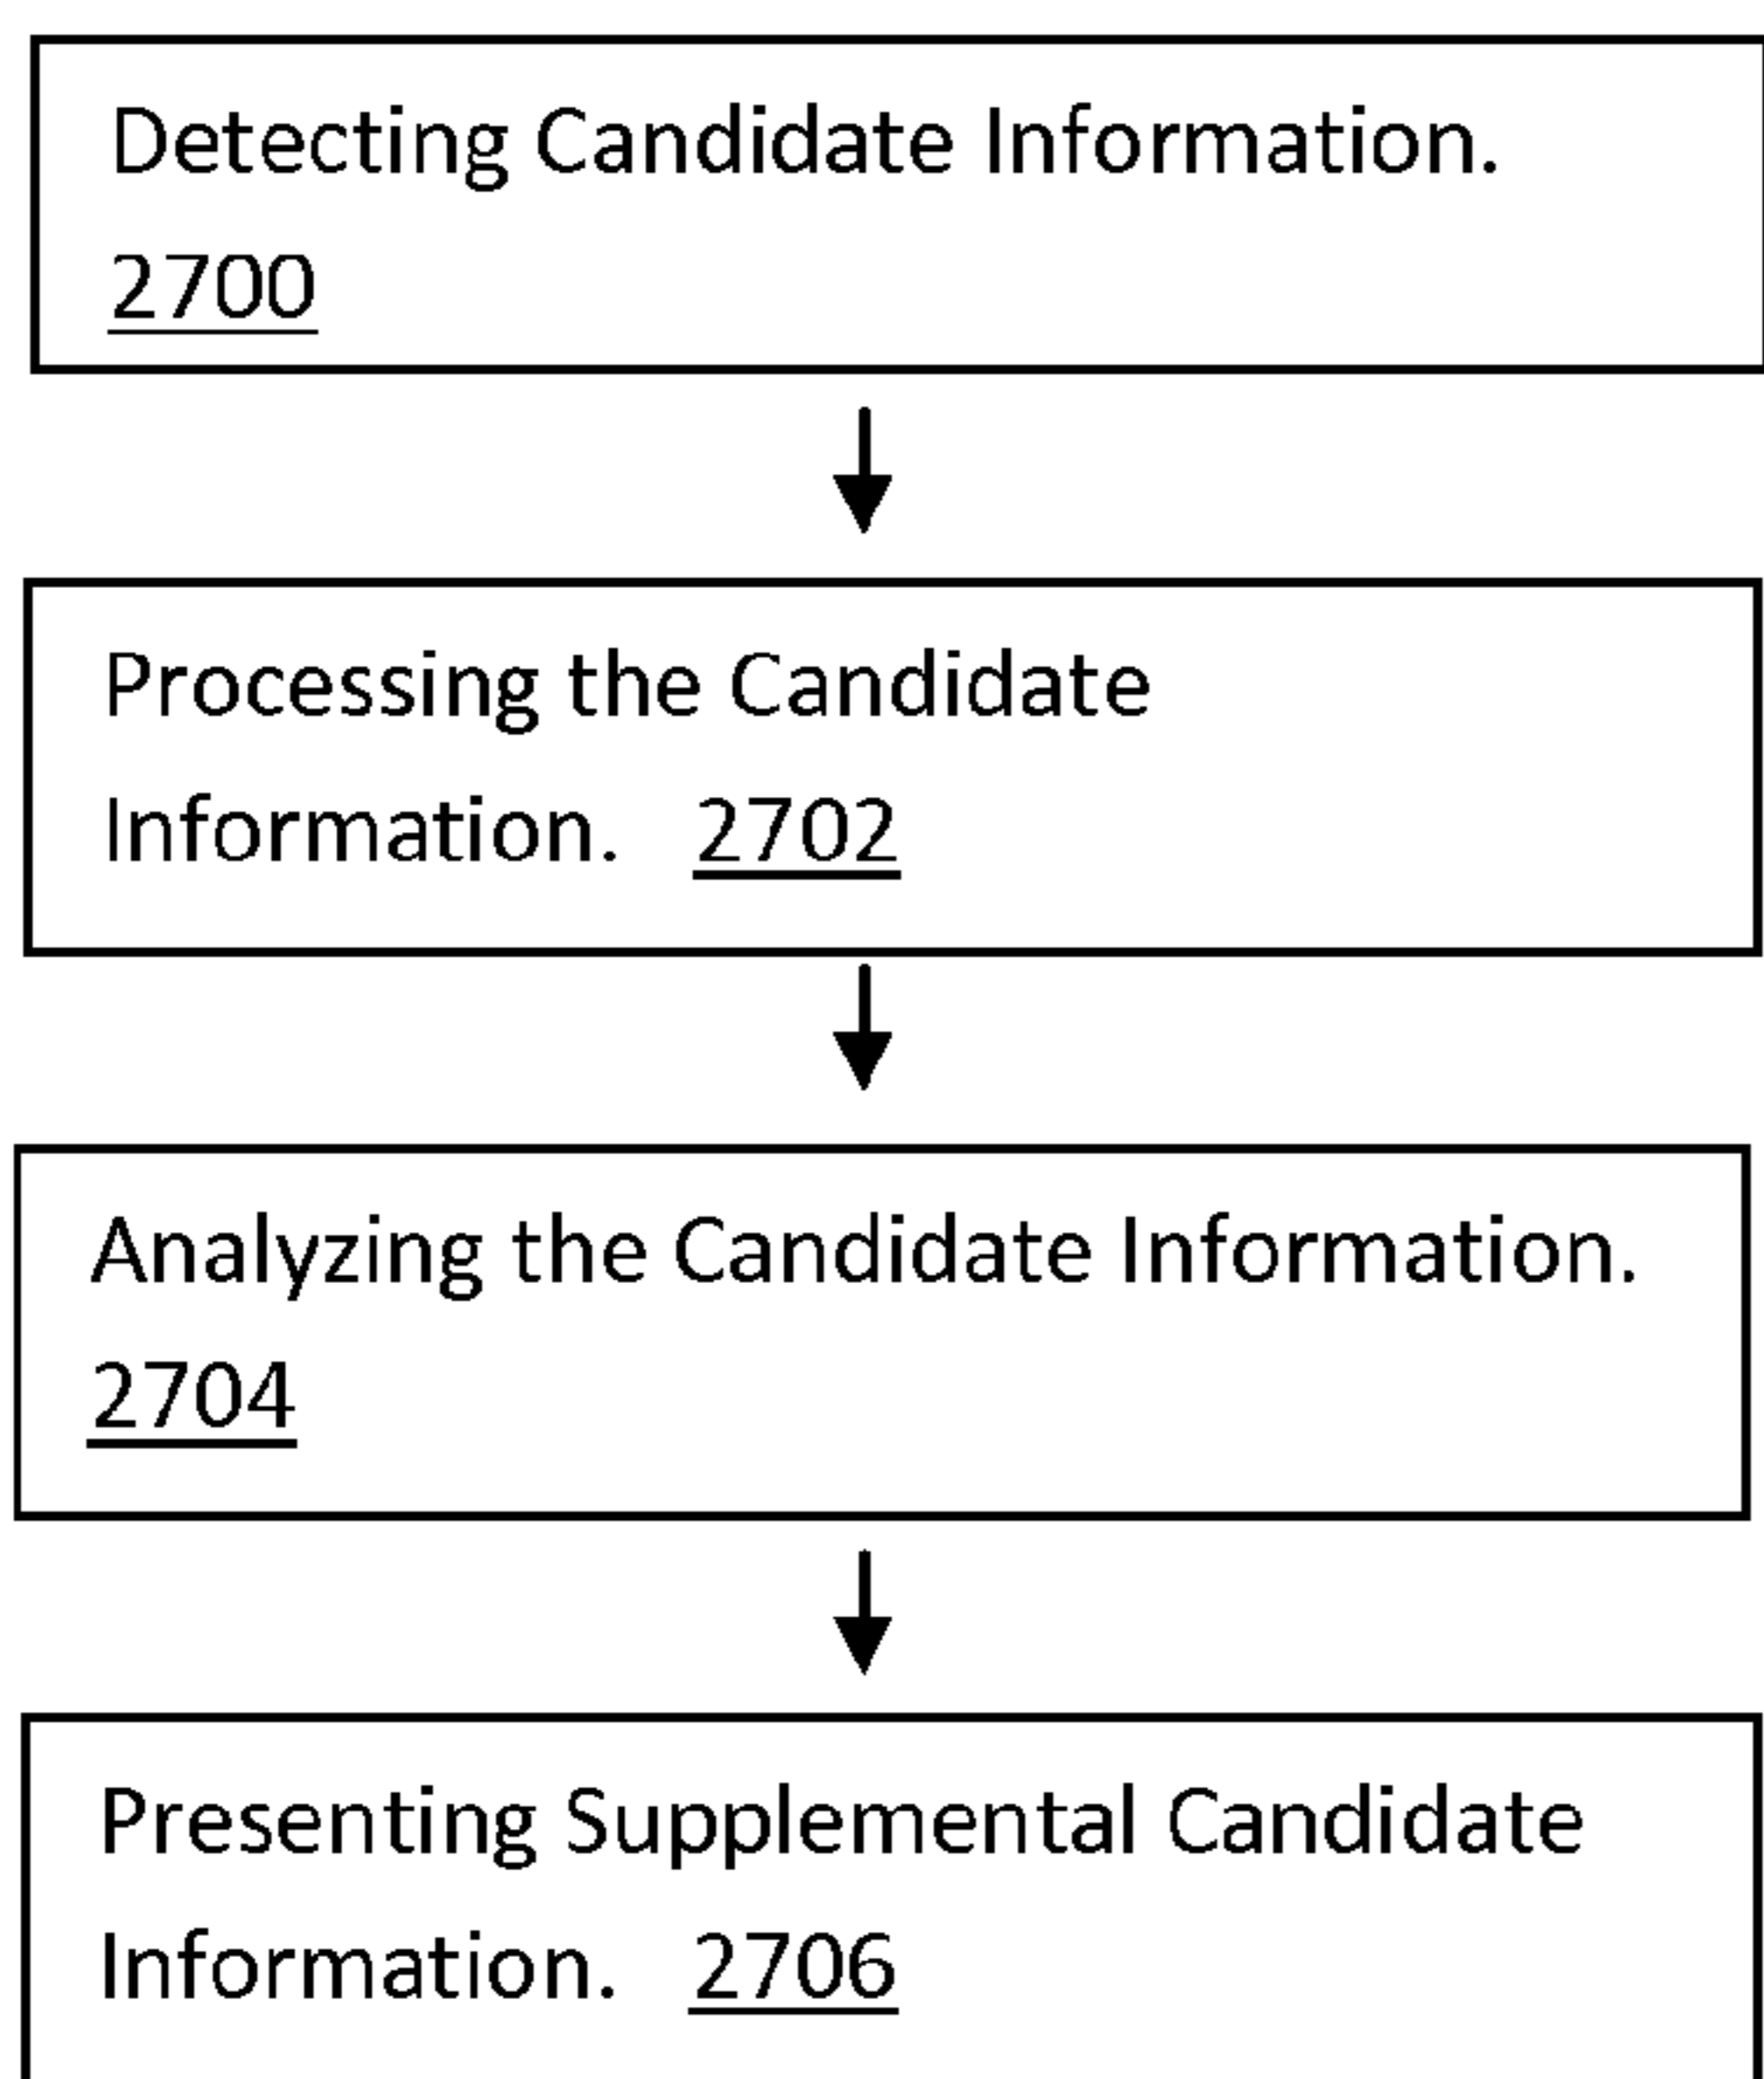 Detecting Candidate Information.
2700
Processing the Candidate
Information. 2702
Analyzing the Candidate Information.
2704
Presenting Supplemental Candidate
Information. 2706